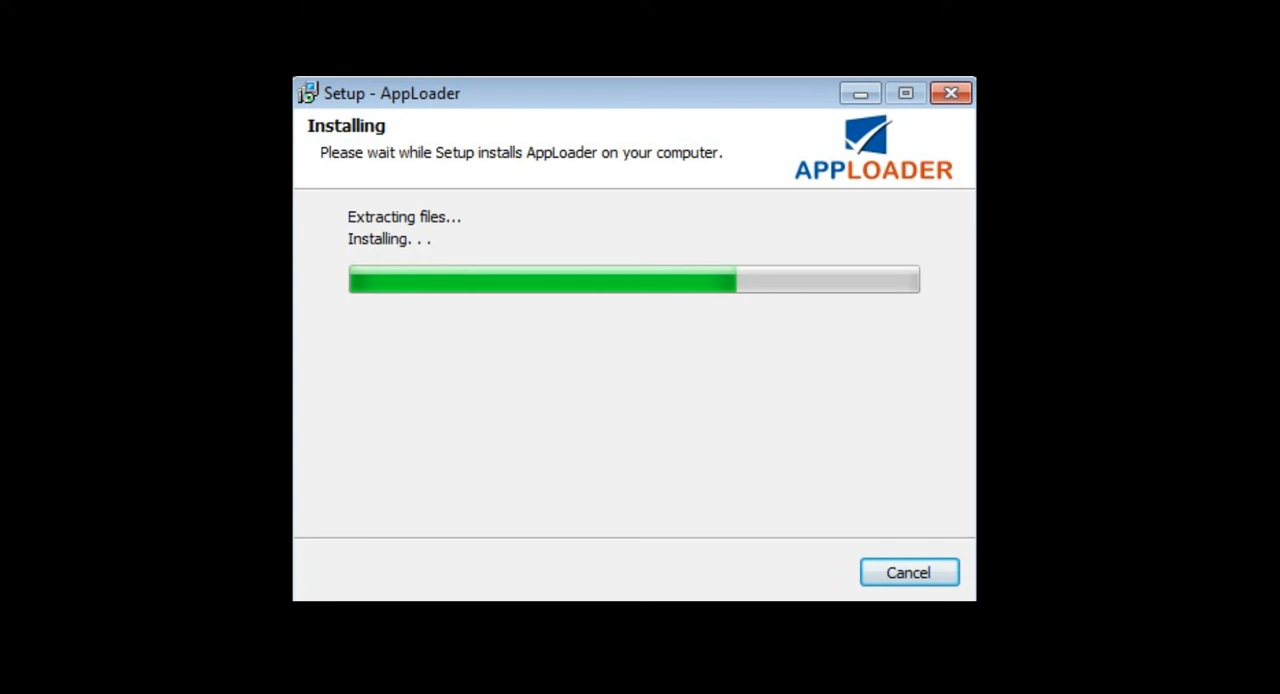 Setup - AppLoader
Installing
Please wait while Setup installs AppLoader on your computer.
APPLOADER
Extracting files...
Installing. . .
Cancel